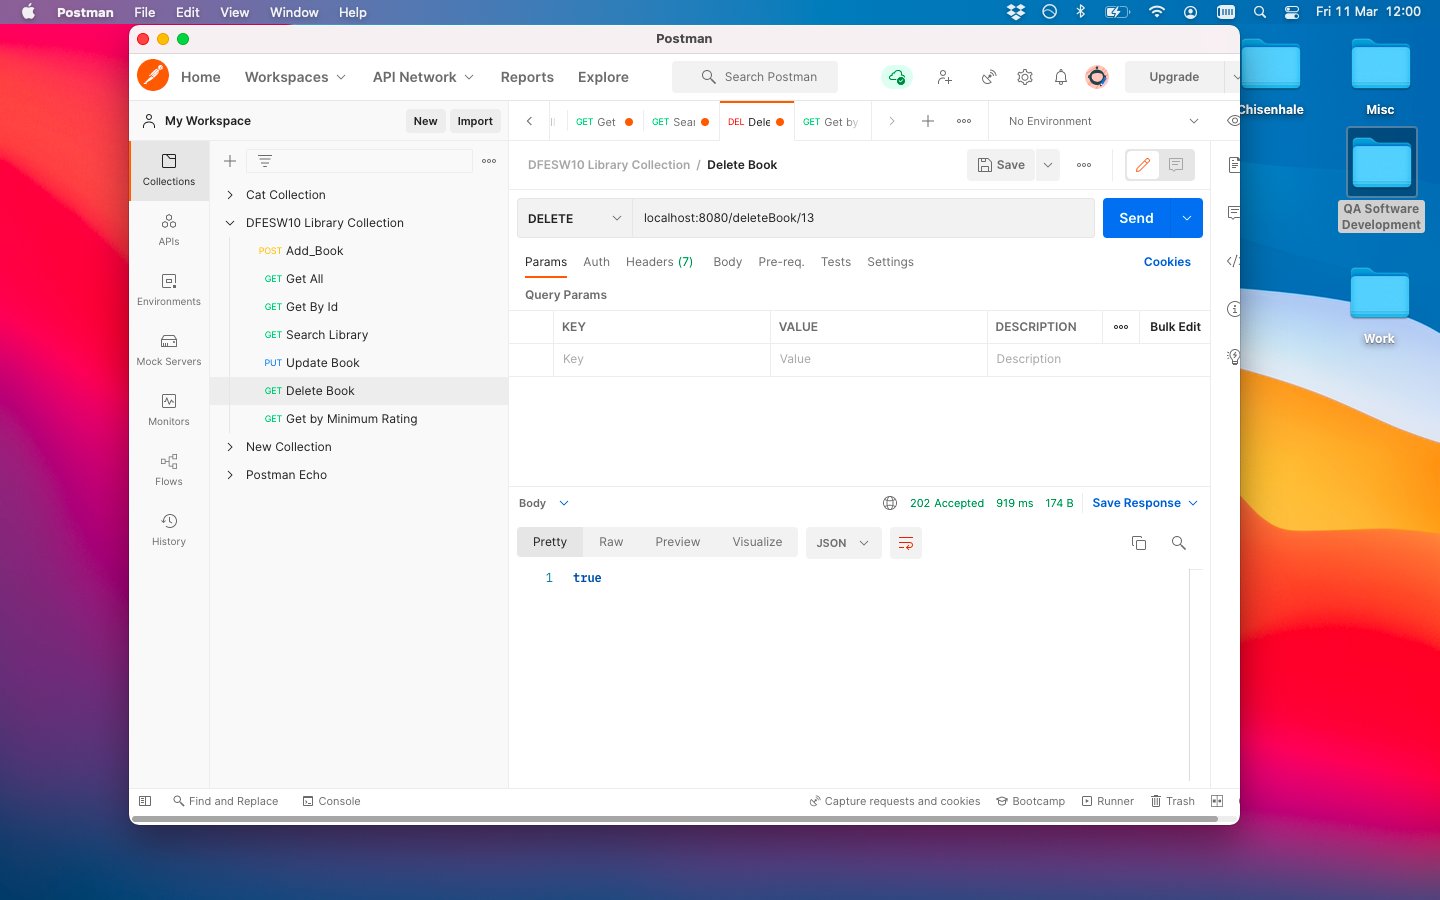 Postman File Edit View Window Help
Fri 11 Mar 12:00
Postman
Home Workspaces API Network Reports Explore
Search Postman
Upgrade
My Workspace
New Import
Get Get Sear DEL Dele GET Get by
No Environment
Collections
APIs
Environments
Mock Servers
Monitors
Flows
History
Cat Collection
DFESW10 Library Collection
POST Add_Book
GET Get All
GET Get By Id
GET Search Library
PUT Update Book
GET Delete Book
GET Get by Minimum Rating
New Collection
Postman Echo
DFESW10 Library Collection / Delete Book
Save
DELETE localhost:8080/deleteBook/13
Send
Params Auth Headers (7) Body Pre-req. Tests Settings
Cookies
Query Params
KEY VALUE DESCRIPTION Bulk Edit
Key Value Description
Body
202 Accepted 919 ms 174 B
Save Response
Pretty Raw Preview Visualize
JSON
1 true
Find and Replace Console
Capture requests and cookies Bootcamp Runner Trash
Chisenhale
Misc
QA Software
Development
Work